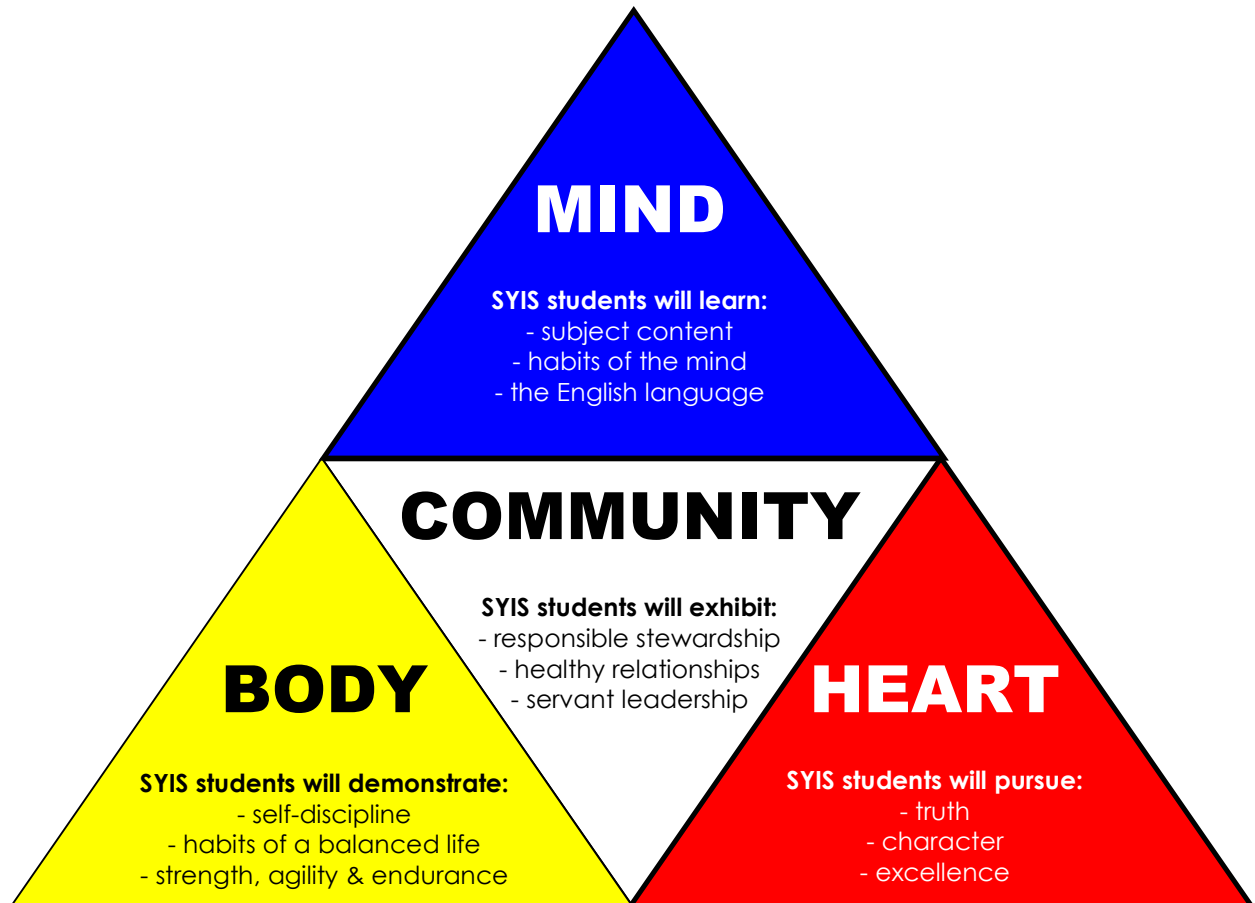 MIND
SYIS students will learn:
- subject content
- habits of the mind
- the English language
COMMUNITY
SYIS students will exhibit:
- responsible stewardship
- healthy relationships
- servant leadership
BODY
SYIS students will demonstrate:
- self-discipline
- habits of a balanced life
- strength, agility & endurance
HEART
SYIS students will pursue:
- truth
- character
- excellence